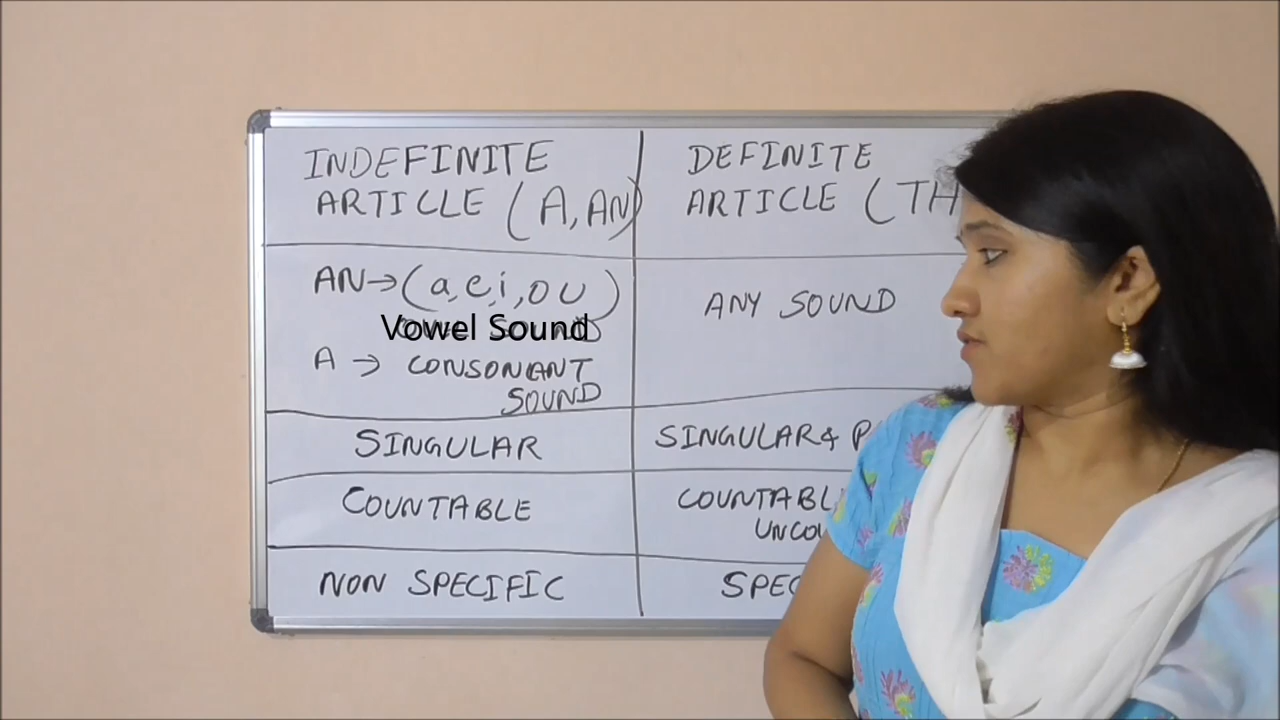 INDEFINITE
ARTICLE (A, AN)
DEFINITE
ARTICLE (TH
AN→(a,e,i,o u)
Vowel Sound
A → CONSONANT
SOUND
ANY SOUND
SINGULAR
SINGULAR & P
COUNTABLE
COUNTABL
UNCOU
NON SPECIFIC
SPEC